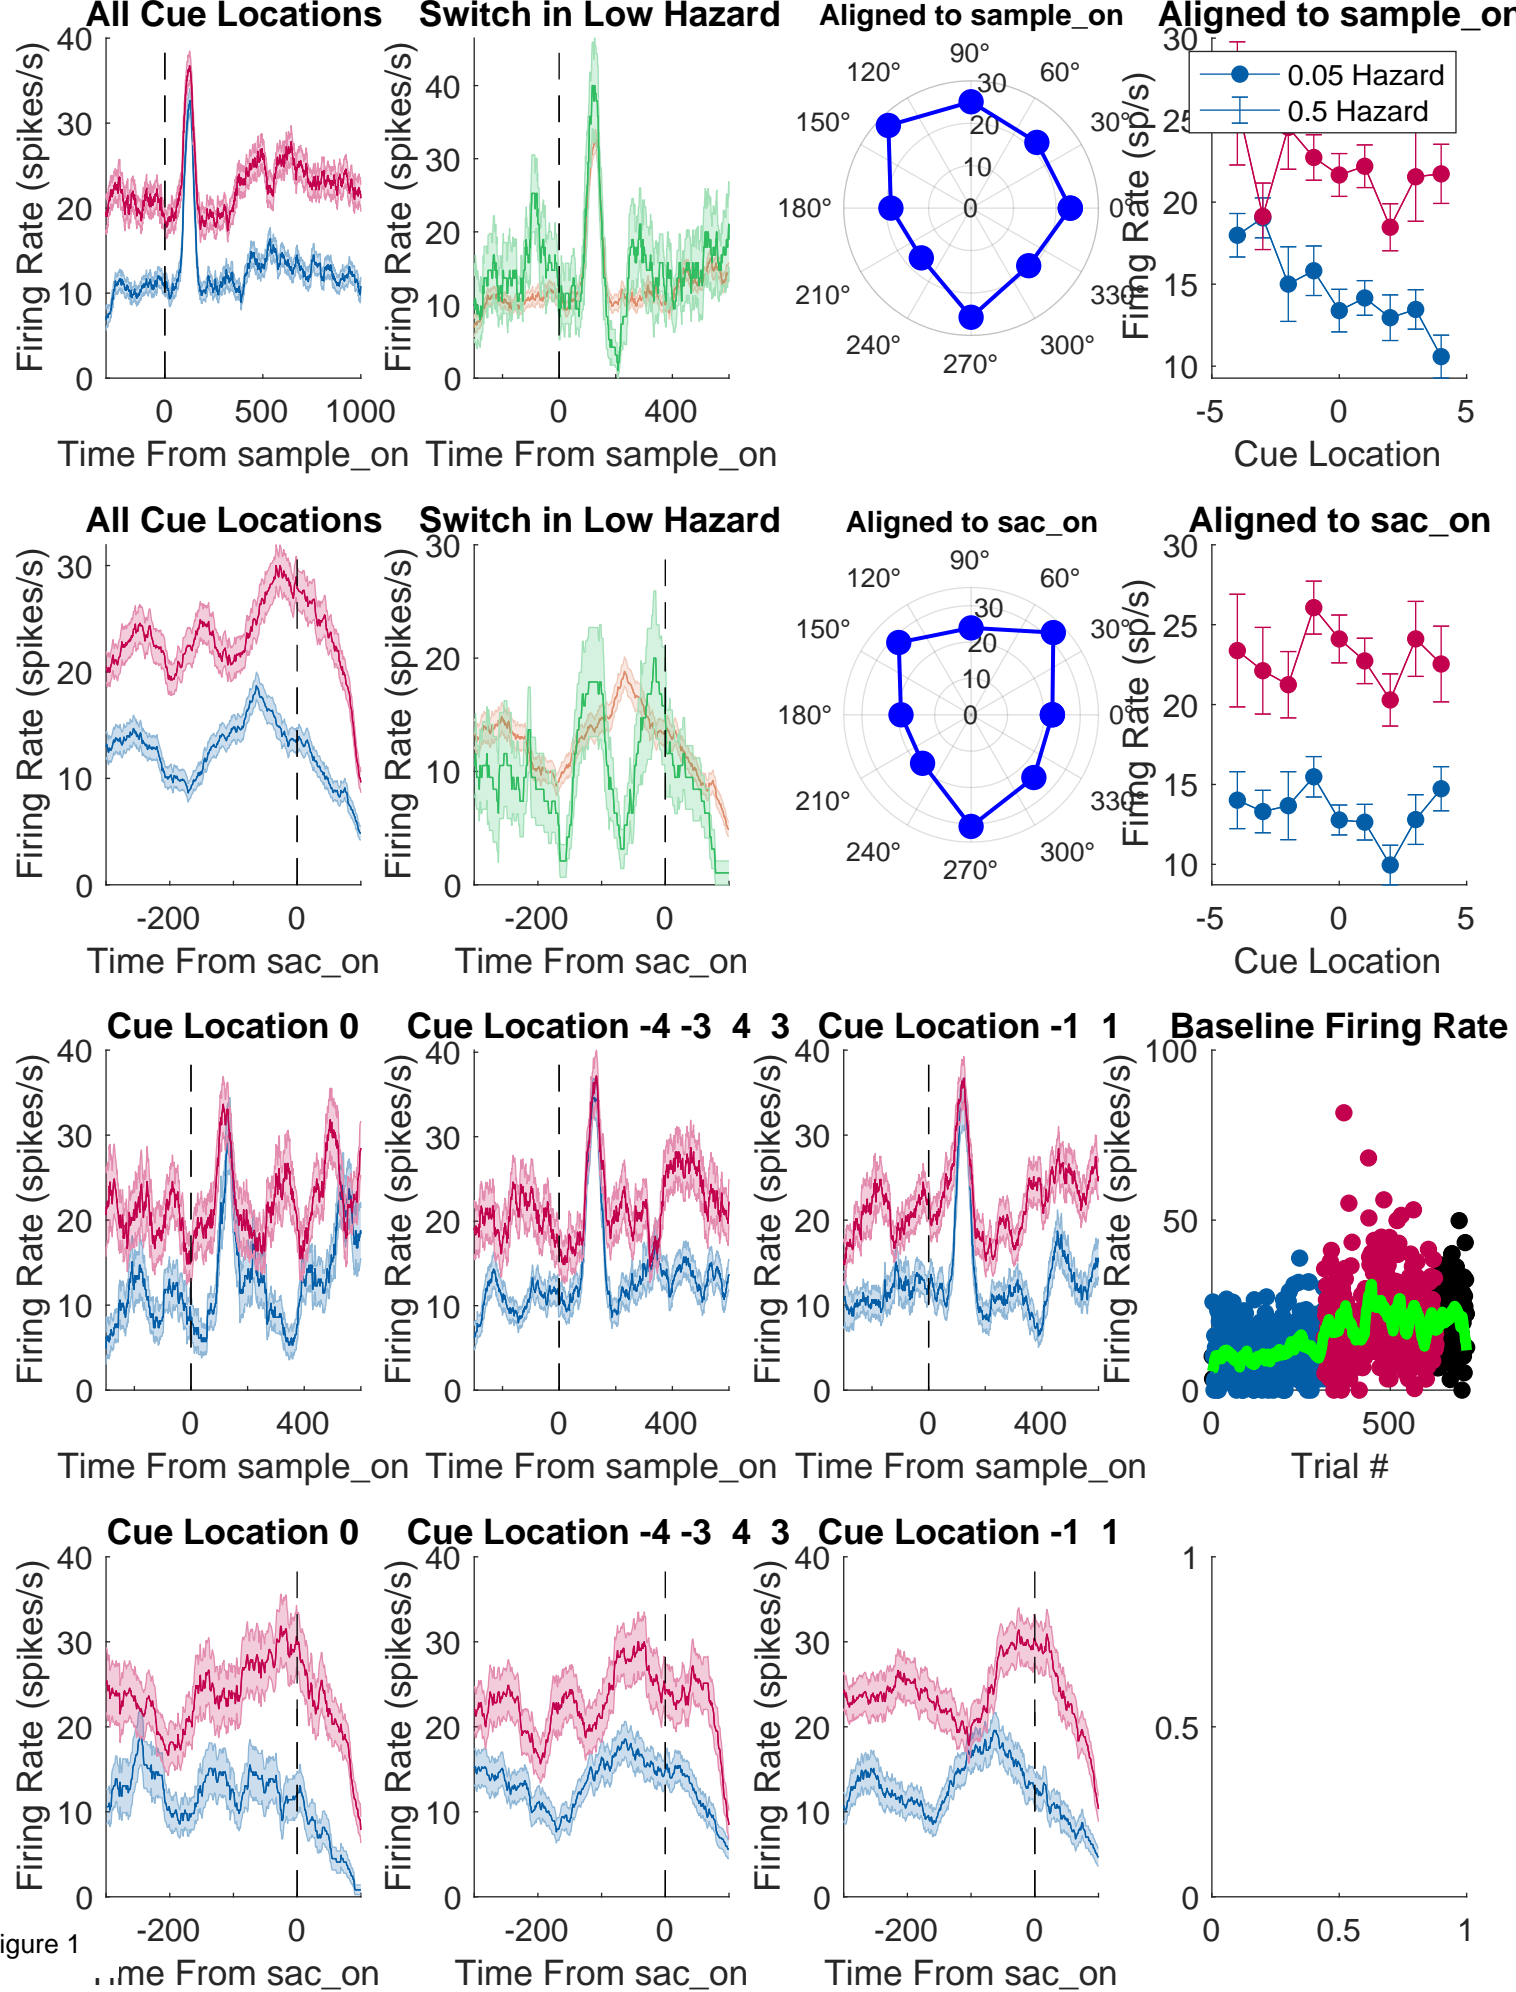 All Cue Locations
Firing Rate (spikes/s)
40
30
20
10
0
0 500 1000
Time From sample_on
Switch in Low Hazard
Firing Rate (spikes/s)
40
30
20
10
0
0 400
Time From sample_on
Aligned to sample_on
90°
120° 60°
150° 30°
180° 0°
210° 330°
240° 300°
270°
30
20
10
0
Aligned to sample_on
Firing Rate (sp/s)
30
25
20
15
10
0.05 Hazard
0.5 Hazard
-5 0 5
Cue Location
All Cue Locations
Firing Rate (spikes/s)
30
20
10
0
-200 0
Time From sac_on
Switch in Low Hazard
Firing Rate (spikes/s)
30
20
10
0
-200 0
Time From sac_on
Aligned to sac_on
90°
120° 60°
150° 30°
180° 0°
210° 330°
240° 300°
270°
30
20
10
0
Aligned to sac_on
Firing Rate (sp/s)
30
25
20
15
10
-5 0 5
Cue Location
Cue Location 0
Firing Rate (spikes/s)
40
30
20
10
0
0 400
Time From sample_on
Cue Location -4 -3 4 3
Firing Rate (spikes/s)
40
30
20
10
0
0 400
Time From sample_on
Cue Location -1 1
Firing Rate (spikes/s)
40
30
20
10
0
0 400
Time From sample_on
Baseline Firing Rate
100
50
0
0 500
Trial #
Cue Location 0
Firing Rate (spikes/s)
40
30
20
10
0
-200 0
Time From sac_on
Cue Location -4 -3 4 3
Firing Rate (spikes/s)
40
30
20
10
0
-200 0
Time From sac_on
Cue Location -1 1
Firing Rate (spikes/s)
40
30
20
10
0
-200 0
Time From sac_on
1
0.5
0
0 0.5 1
igure 1